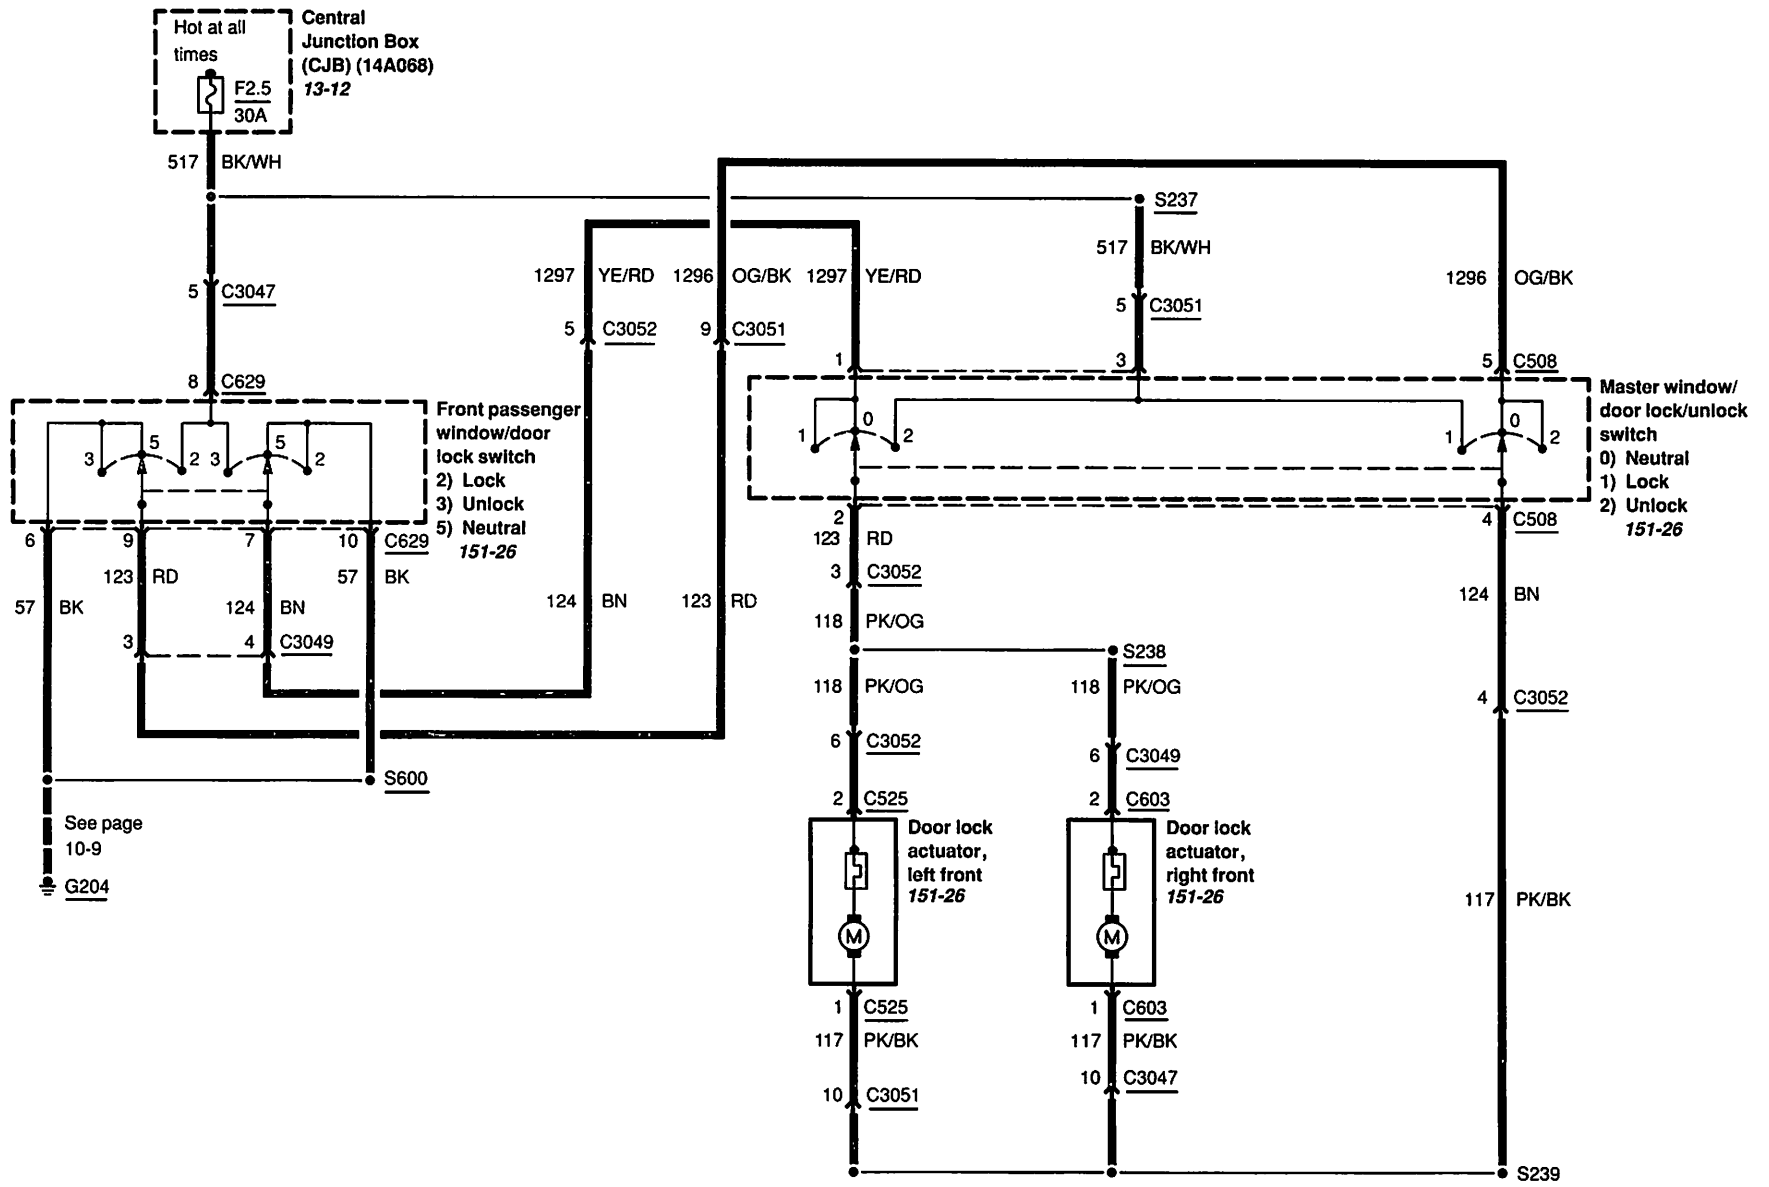 Hot at all
times
F2.5
30A
Central
Junction Box
(CJB) (14A068)
13-12
517 BK/WH
S237
517 BK/WH
1297 YE/RD
1296 OG/BK
1297 YE/RD
1296 OG/BK
5 C3047
5 C3051
5 C3052
9 C3051
8 C629
1
3
5 C508
Front passenger
window/door
lock switch
2) Lock
3) Unlock
5) Neutral
151-26
3 5 2
3 5 2
1 0 2
1 0 2
Master window/
door lock/unlock
switch
0) Neutral
1) Lock
2) Unlock
151-26
6
9
7
10 C629
2
4 C508
123 RD
57 BK
57 BK
123 RD
124 BN
3
4 C3049
124 BN
123 RD
3 C3052
118 PK/OG
124 BN
S238
118 PK/OG
118 PK/OG
4 C3052
6 C3052
6 C3049
S600
See page
10-9
G204
2 C525
2 C603
Door lock
actuator,
left front
151-26
M
Door lock
actuator,
right front
151-26
M
117 PK/BK
1 C525
1 C603
117 PK/BK
117 PK/BK
10 C3051
10 C3047
S239